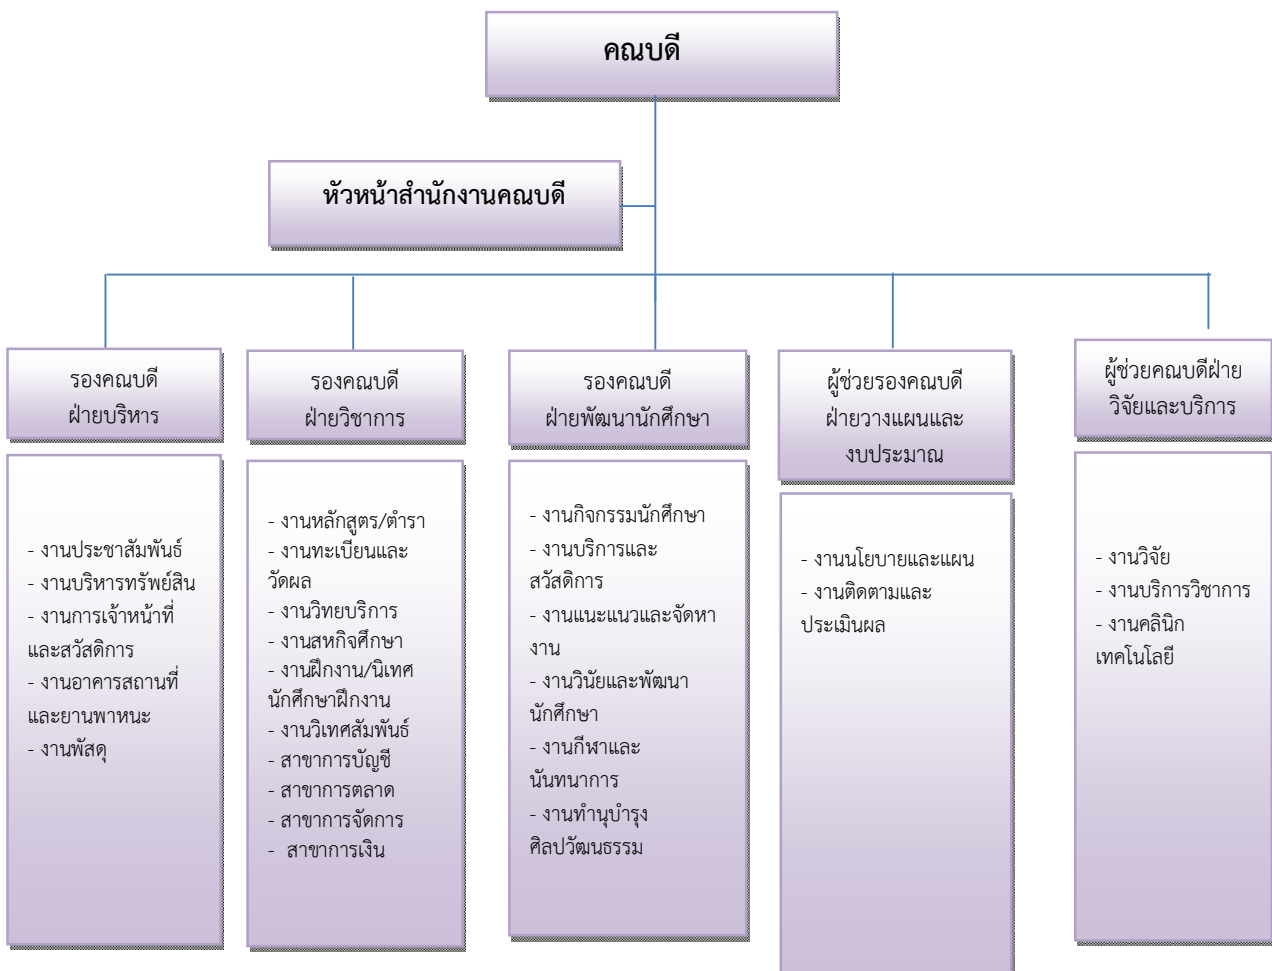 คณบดี
หัวหน้าสำนักงานคณบดี
รองคณบดี
ฝ่ายบริหาร
- งานประชาสัมพันธ์
- งานบริหารทรัพย์สิน
- งานการเจ้าหน้าที่
และสวัสดิการ
- งานอาคารสถานที่
และยานพาหนะ
- งานพัสดุ
รองคณบดี
ฝ่ายวิชาการ
- งานหลักสูตร/ตำรา
- งานทะเบียนและ
วัดผล
- งานวิทยบริการ
- งานสหกิจศึกษา
- งานฝึกงาน/นิเทศ
นักศึกษาฝึกงาน
- งานวิเทศสัมพันธ์
- สาขาการบัญชี
- สาขาการตลาด
- สาขาการจัดการ
- สาขาการเงิน
รองคณบดี
ฝ่ายพัฒนานักศึกษา
- งานกิจกรรมนักศึกษา
- งานบริการและ
สวัสดิการ
- งานแนะแนวและจัดหา
งาน
- งานวินัยและพัฒนา
นักศึกษา
- งานกีฬาและ
นันทนาการ
- งานทำนุบำรุง
ศิลปวัฒนธรรม
ผู้ช่วยรองคณบดี
ฝ่ายวางแผนและ
งบประมาณ
- งานนโยบายและแผน
- งานติดตามและ
ประเมินผล
ผู้ช่วยคณบดีฝ่าย
วิจัยและบริการ
- งานวิจัย
- งานบริการวิชาการ
- งานคลินิก
เทคโนโลยี